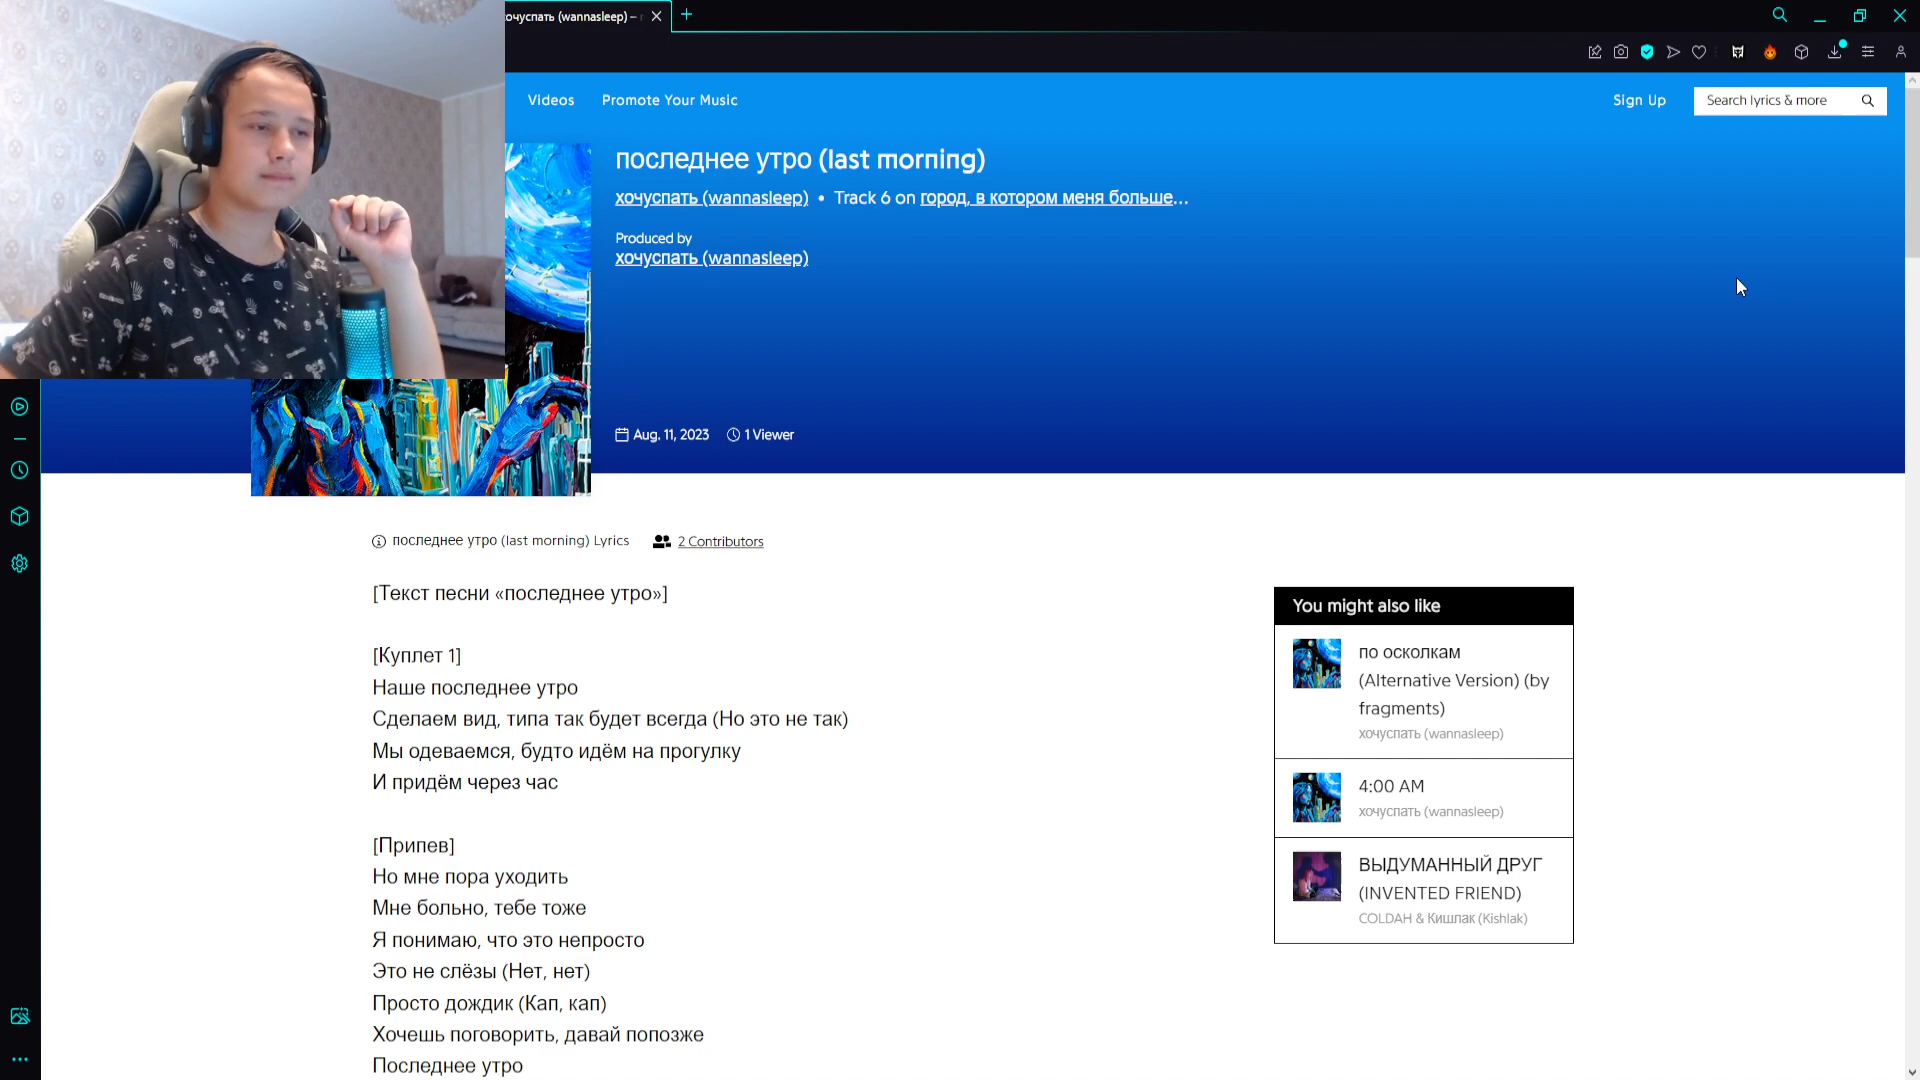 очуспать (wannasleep) –
Videos
Promote Your Music
Sign Up
Search lyrics & more
последнее утро (last morning)
хочуспать (wannasleep) • Track 6 on город, в котором меня больше...
Produced by
хочуспать (wannasleep)
Aug. 11, 2023
1 Viewer
последнее утро (last morning) Lyrics
2 Contributors
[Текст песни «последнее утро»]
[Куплет 1]
Наше последнее утро
Сделаем вид, типа так будет всегда (Но это не так)
Мы одеваемся, будто идём на прогулку
И придём через час
[Припев]
Но мне пора уходить
Мне больно, тебе тоже
Я понимаю, что это непросто
Это не слёзы (Нет, нет)
Просто дождик (Кап, кап)
Хочешь поговорить, давай попозже
Последнее утро
You might also like
по осколкам
(Alternative Version) (by
fragments)
хочуспать (wannasleep)
4:00 AM
хочуспать (wannasleep)
ВЫДУМАННЫЙ ДРУГ
(INVENTED FRIEND)
COLDAH & Кишлак (Kishlak)